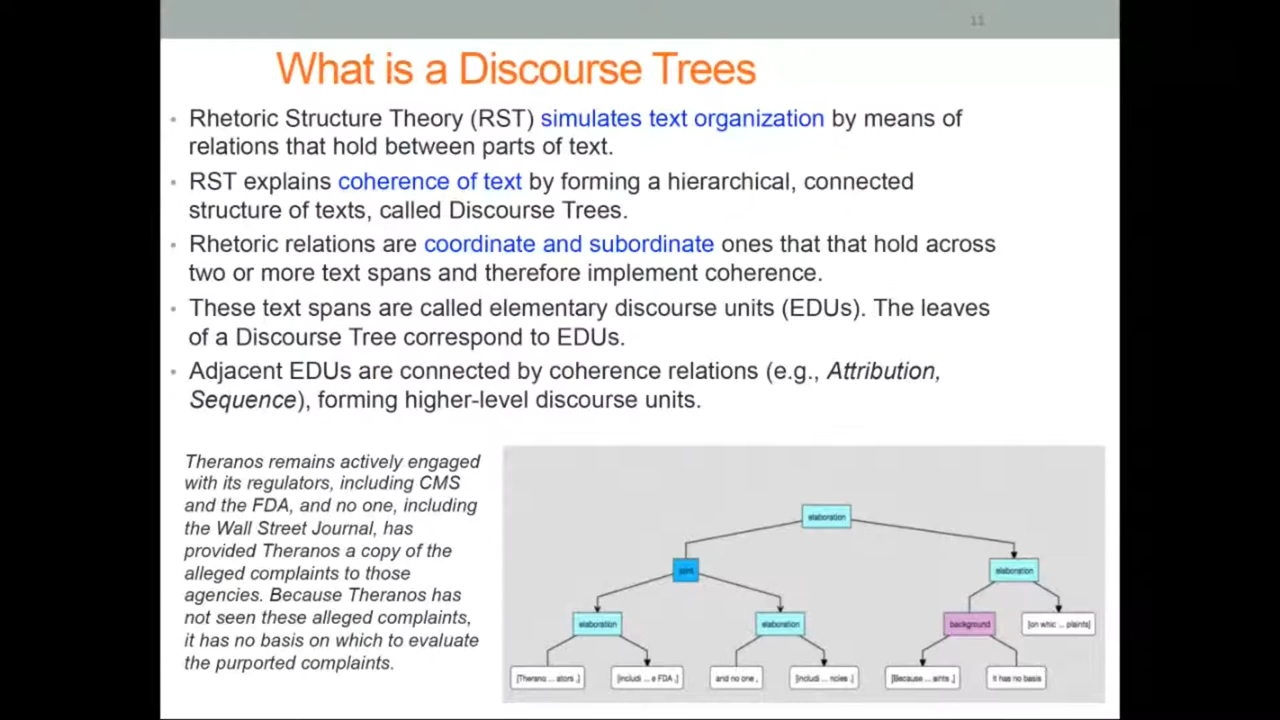 11
What is a Discourse Trees
Rhetoric Structure Theory (RST) simulates text organization by means of
relations that hold between parts of text.
RST explains coherence of text by forming a hierarchical, connected
structure of texts, called Discourse Trees.
Rhetoric relations are coordinate and subordinate ones that that hold across
two or more text spans and therefore implement coherence.
These text spans are called elementary discourse units (EDUs). The leaves
of a Discourse Tree correspond to EDUs.
Adjacent EDUs are connected by coherence relations (e.g., Attribution,
Sequence), forming higher-level discourse units.
Theranos remains actively engaged
with its regulators, including CMS
and the FDA, and no one, including
the Wall Street Journal, has
provided Theranos a copy of the
alleged complaints to those
agencies. Because Theranos has
not seen these alleged complaints,
it has no basis on which to evaluate
the purported complaints.
elaboration
joint
elaboration
elaboration
elaboration
background
[on whic ... plaints]
[Therano ... ators ,]
[includi ... e FDA ,]
and no one ,
[includi ... ncies .]
[Because ... aints ,]
it has no basis